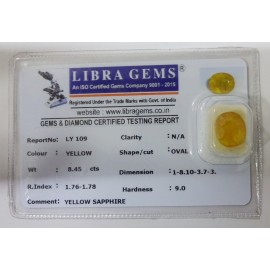 LIBRA GEMS
An ISO Certified Gems Company 9001 - 2015
Registered Under the Trade Marks with Govt. of India
www.libragems.co.in
GEMS & DIAMOND CERTIFIED TESTING REPORT
ReportNo: LY 109 Clarity : N/A
Colour : YELLOW Shape/cut : OVAL
Wt : 8.45 cts Dimension : 1-8.10-3.7-3.
R.Index : 1.76-1.78 Hardness : 9.0
Comment: YELLOW SAPPHIRE